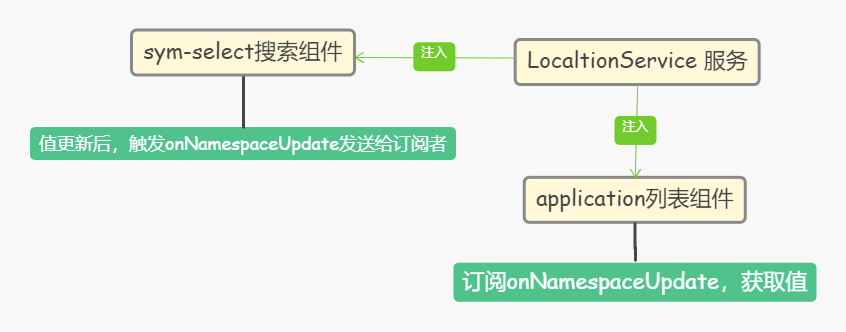 sym-select搜索组件
注入
LocaltionService 服务
值更新后，触发onNamespaceUpdate发送给订阅者
注入
application列表组件
订阅onNamespaceUpdate，获取值